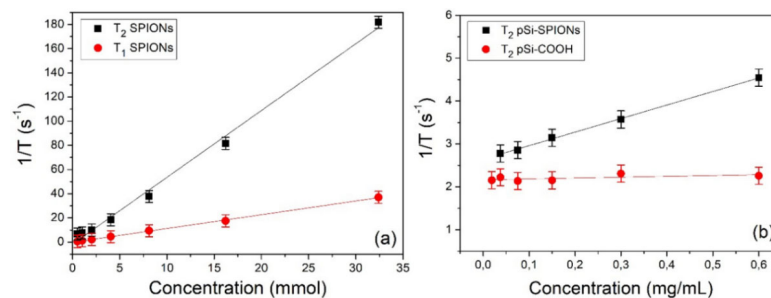 T₂ SPIONs
T₁ SPIONs
1/T (s⁻¹)
180
160
140
120
100
80
60
40
20
0
0 5 10 15 20 25 30 35
Concentration (mmol)
(a)
T₂ pSi-SPIONs
T₂ pSi-COOH
1/T (s⁻¹)
6
5
4
3
2
1
0,0 0,1 0,2 0,3 0,4 0,5 0,6
Concentration (mg/mL)
(b)